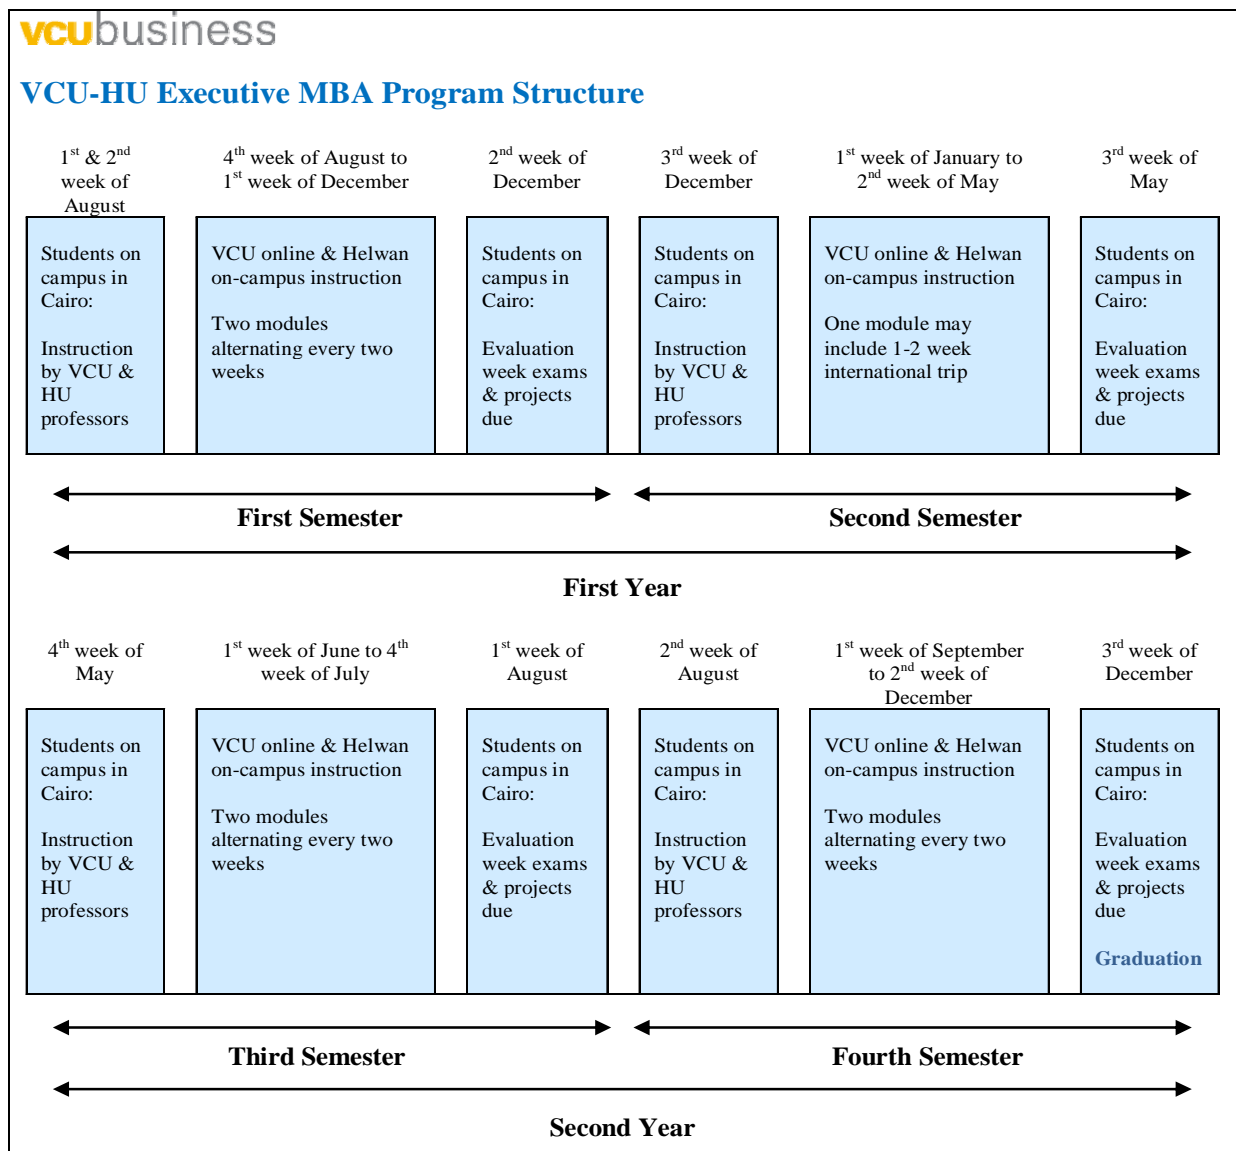 vcubusiness
VCU-HU Executive MBA Program Structure
1st & 2nd
week of
August
4th week of August to
1st week of December
2nd week of
December
3rd week of
December
1st week of January to
2nd week of May
3rd week of
May
Students on
campus in
Cairo:
Instruction
by VCU &
HU
professors
VCU online & Helwan
on-campus instruction
Two modules
alternating every two
weeks
Students on
campus in
Cairo:
Evaluation
week exams
& projects
due
Students on
campus in
Cairo:
Instruction
by VCU &
HU
professors
VCU online & Helwan
on-campus instruction
One module may
include 1-2 week
international trip
Students on
campus in
Cairo:
Evaluation
week exams
& projects
due
First Semester
Second Semester
First Year
4th week of
May
1st week of June to 4th
week of July
1st week of
August
2nd week of
August
1st week of September
to 2nd week of
December
3rd week of
December
Students on
campus in
Cairo:
Instruction
by VCU &
HU
professors
VCU online & Helwan
on-campus instruction
Two modules
alternating every two
weeks
Students on
campus in
Cairo:
Evaluation
week exams
& projects
due
Students on
campus in
Cairo:
Instruction
by VCU &
HU
professors
VCU online & Helwan
on-campus instruction
Two modules
alternating every two
weeks
Students on
campus in
Cairo:
Evaluation
week exams
& projects
due
Graduation
Third Semester
Fourth Semester
Second Year